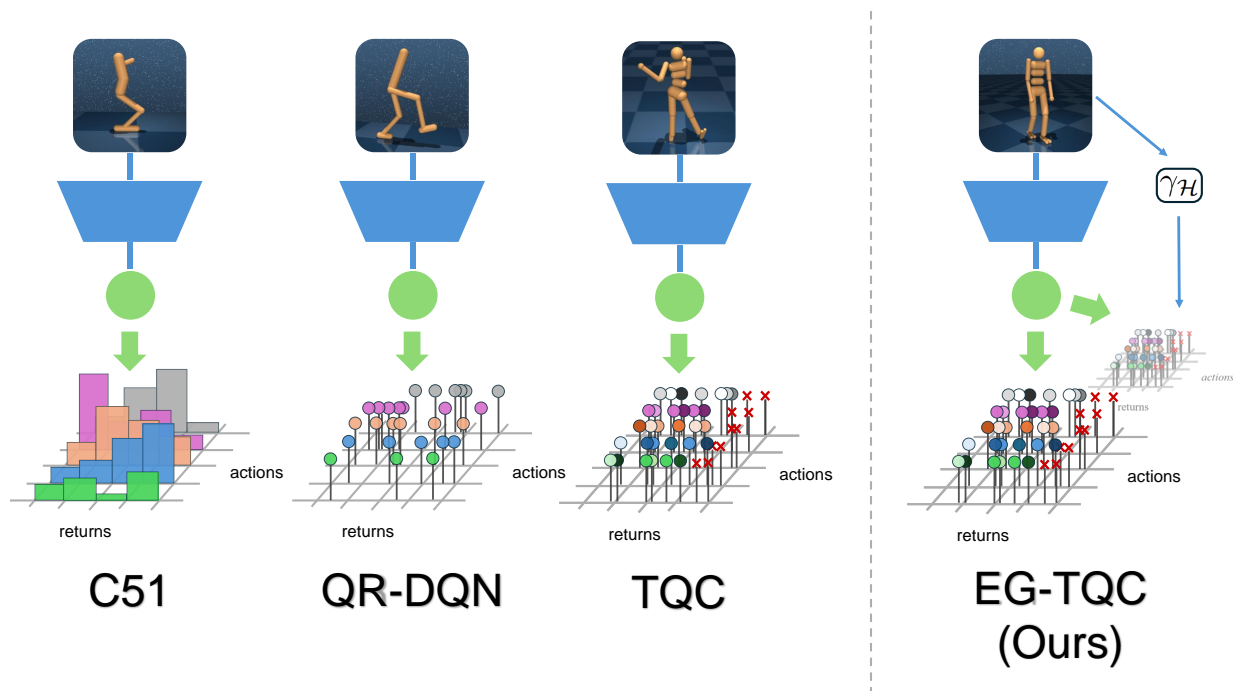 γℋ
actions
returns
actions
actions
actions
actions
returns
returns
returns
returns
C51
QR-DQN
TQC
EG-TQC
(Ours)